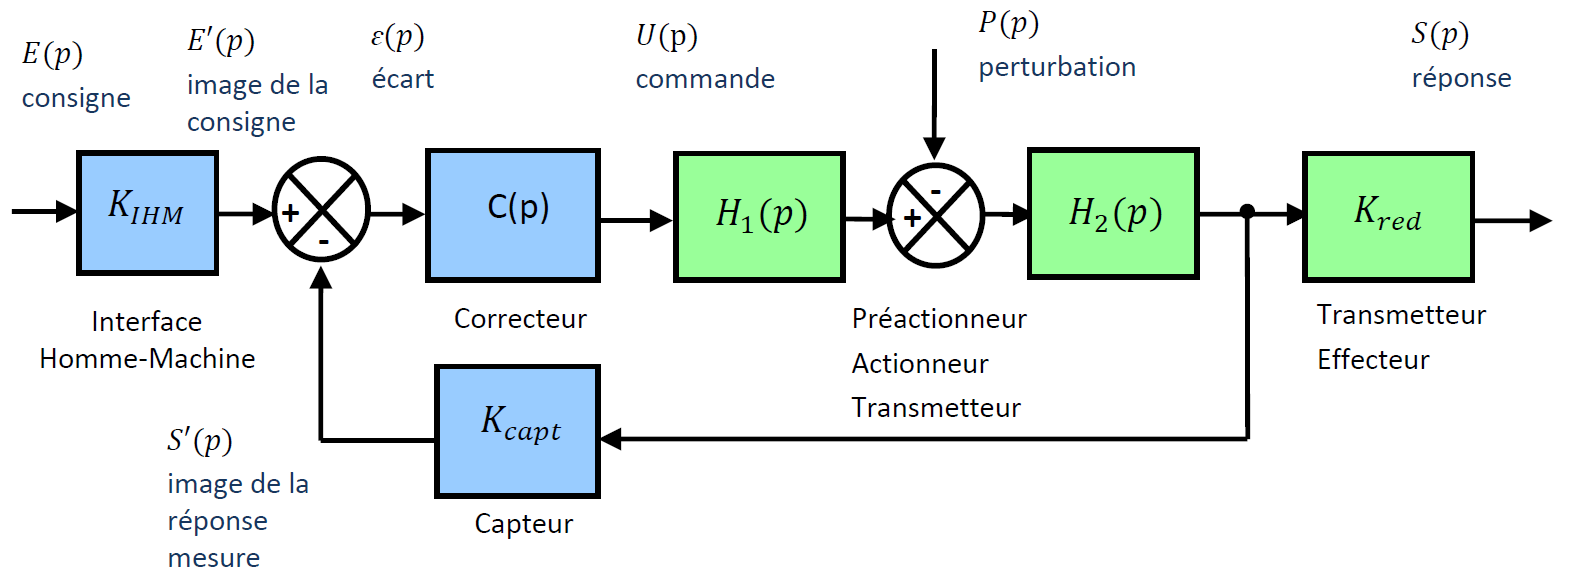 E(p)
consigne
E′(p)
image de la
consigne
ε(p)
écart
U(p)
commande
P(p)
perturbation
S(p)
réponse
K_{IHM}
+
-
C(p)
H_1(p)
-
+
H_2(p)
K_{red}
Interface
Homme-Machine
Correcteur
Préactionneur
Actionneur
Transmetteur
Transmetteur
Effecteur
K_{capt}
Capteur
S′(p)
image de la
réponse
mesure